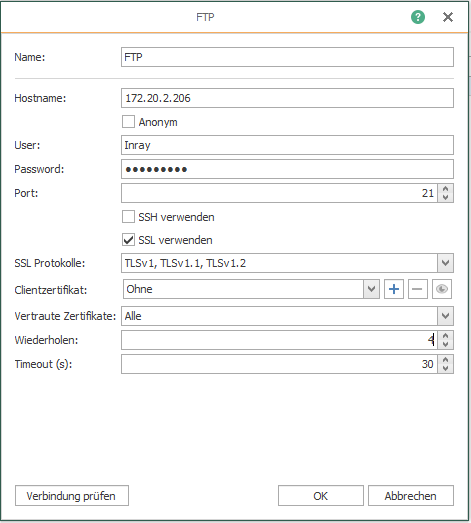 FTP
Name: FTP
Hostname: 172.20.2.206
Anonym
User: Inray
Password: ●●●●●●●●●
Port: 21
SSH verwenden
SSL verwenden
SSL Protokolle: TLSv1, TLSv1.1, TLSv1.2
Clientzertifikat: Ohne
Vertraute Zertifikate: Alle
Wiederholen: 4
Timeout (s): 30
Verbindung prüfen OK Abbrechen